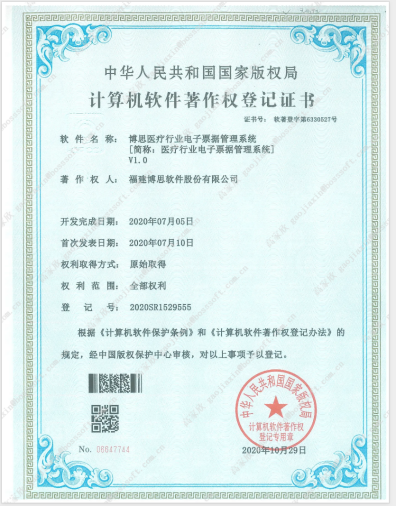 中华人民共和国国家版权局
计算机软件著作权登记证书
证书号: 软著登字第6330527号
软件名称: 博思医疗行业电子票据管理系统
[简称:医疗行业电子票据管理系统]
V1.0
著作权人: 福建博思软件股份有限公司
开发完成日期: 2020年07月05日
首次发表日期: 2020年07月10日
权利取得方式: 原始取得
权利范围: 全部权利
登记号: 2020SR1529555
根据《计算机软件保护条例》和《计算机软件著作权登记办法》的
规定,经中国版权保护中心审核,对以上事项予以登记。
中华人民共和国国家版权局
计算机软件著作权
登记专用章
No. 06847744
2020年10月29日